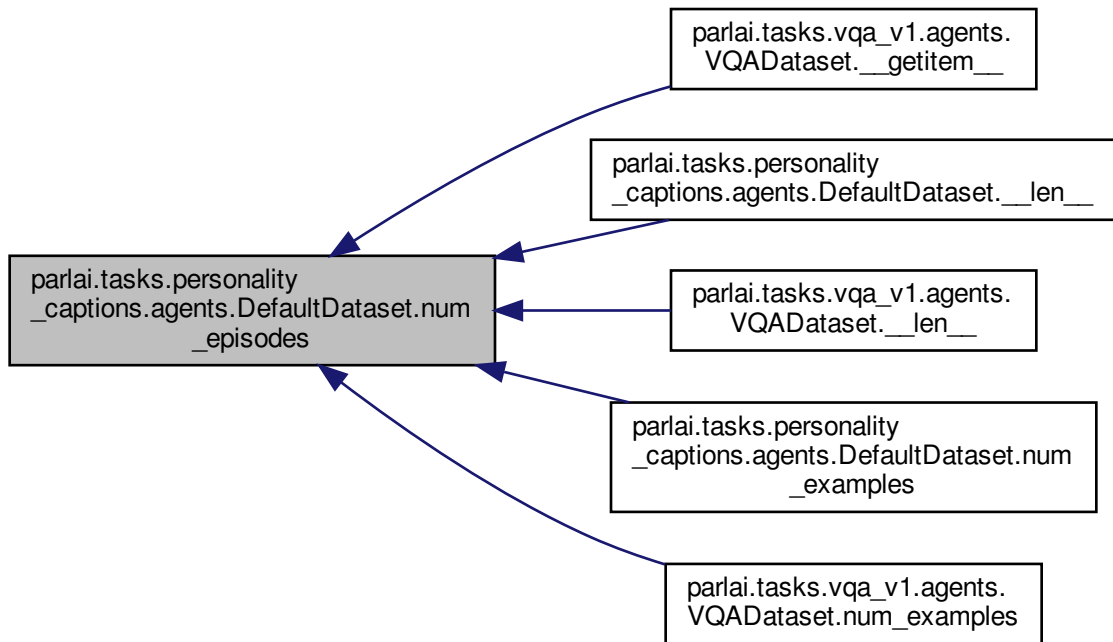 parlai.tasks.vqa_v1.agents.
VQADataset.__getitem__
parlai.tasks.personality
_captions.agents.DefaultDataset.__len__
parlai.tasks.personality
_captions.agents.DefaultDataset.num
_episodes
parlai.tasks.vqa_v1.agents.
VQADataset.__len__
parlai.tasks.personality
_captions.agents.DefaultDataset.num
_examples
parlai.tasks.vqa_v1.agents.
VQADataset.num_examples